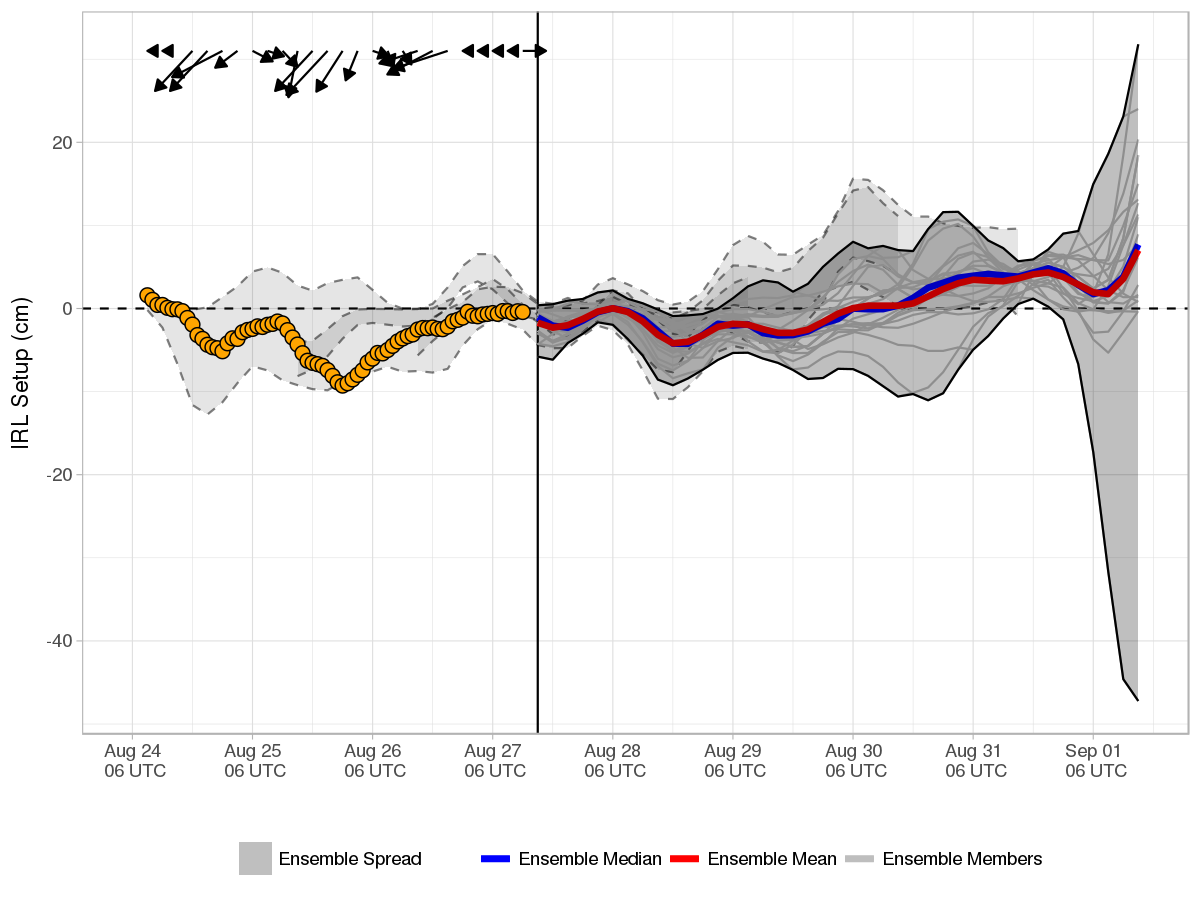 IRL Setup (cm)
20
0
-20
-40
Aug 24 Aug 25 Aug 26 Aug 27 Aug 28 Aug 29 Aug 30 Aug 31 Sep 01
06 UTC 06 UTC 06 UTC 06 UTC 06 UTC 06 UTC 06 UTC 06 UTC 06 UTC
Ensemble Spread Ensemble Median Ensemble Mean Ensemble Members